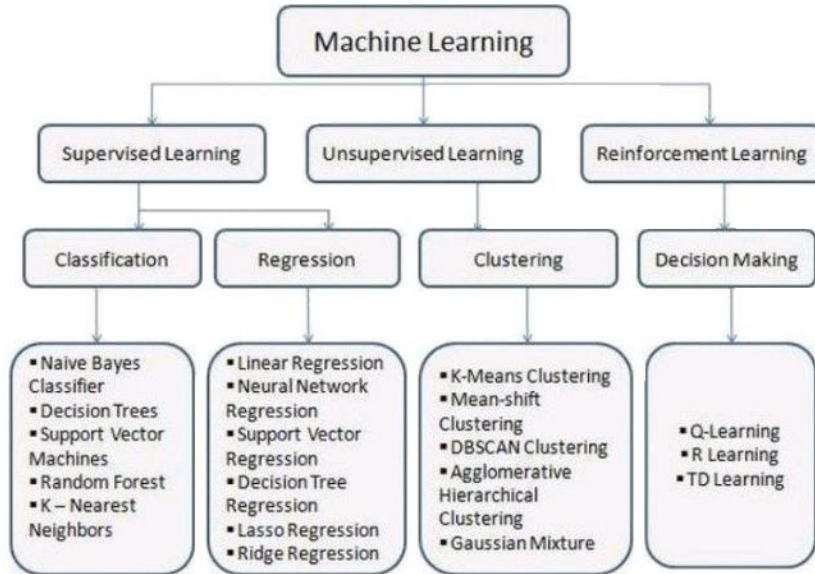 Machine Learning
Supervised Learning
Unsupervised Learning
Reinforcement Learning
Classification
Regression
Clustering
Decision Making
▪ Naive Bayes
Classifier
▪ Decision Trees
▪ Support Vector
Machines
▪ Random Forest
▪ K – Nearest
Neighbors
▪ Linear Regression
▪ Neural Network
Regression
▪ Support Vector
Regression
▪ Decision Tree
Regression
▪ Lasso Regression
▪ Ridge Regression
▪ K-Means Clustering
▪ Mean-shift
Clustering
▪ DBSCAN Clustering
▪ Agglomerative
Hierarchical
Clustering
▪ Gaussian Mixture
▪ Q-Learning
▪ R Learning
▪ TD Learning